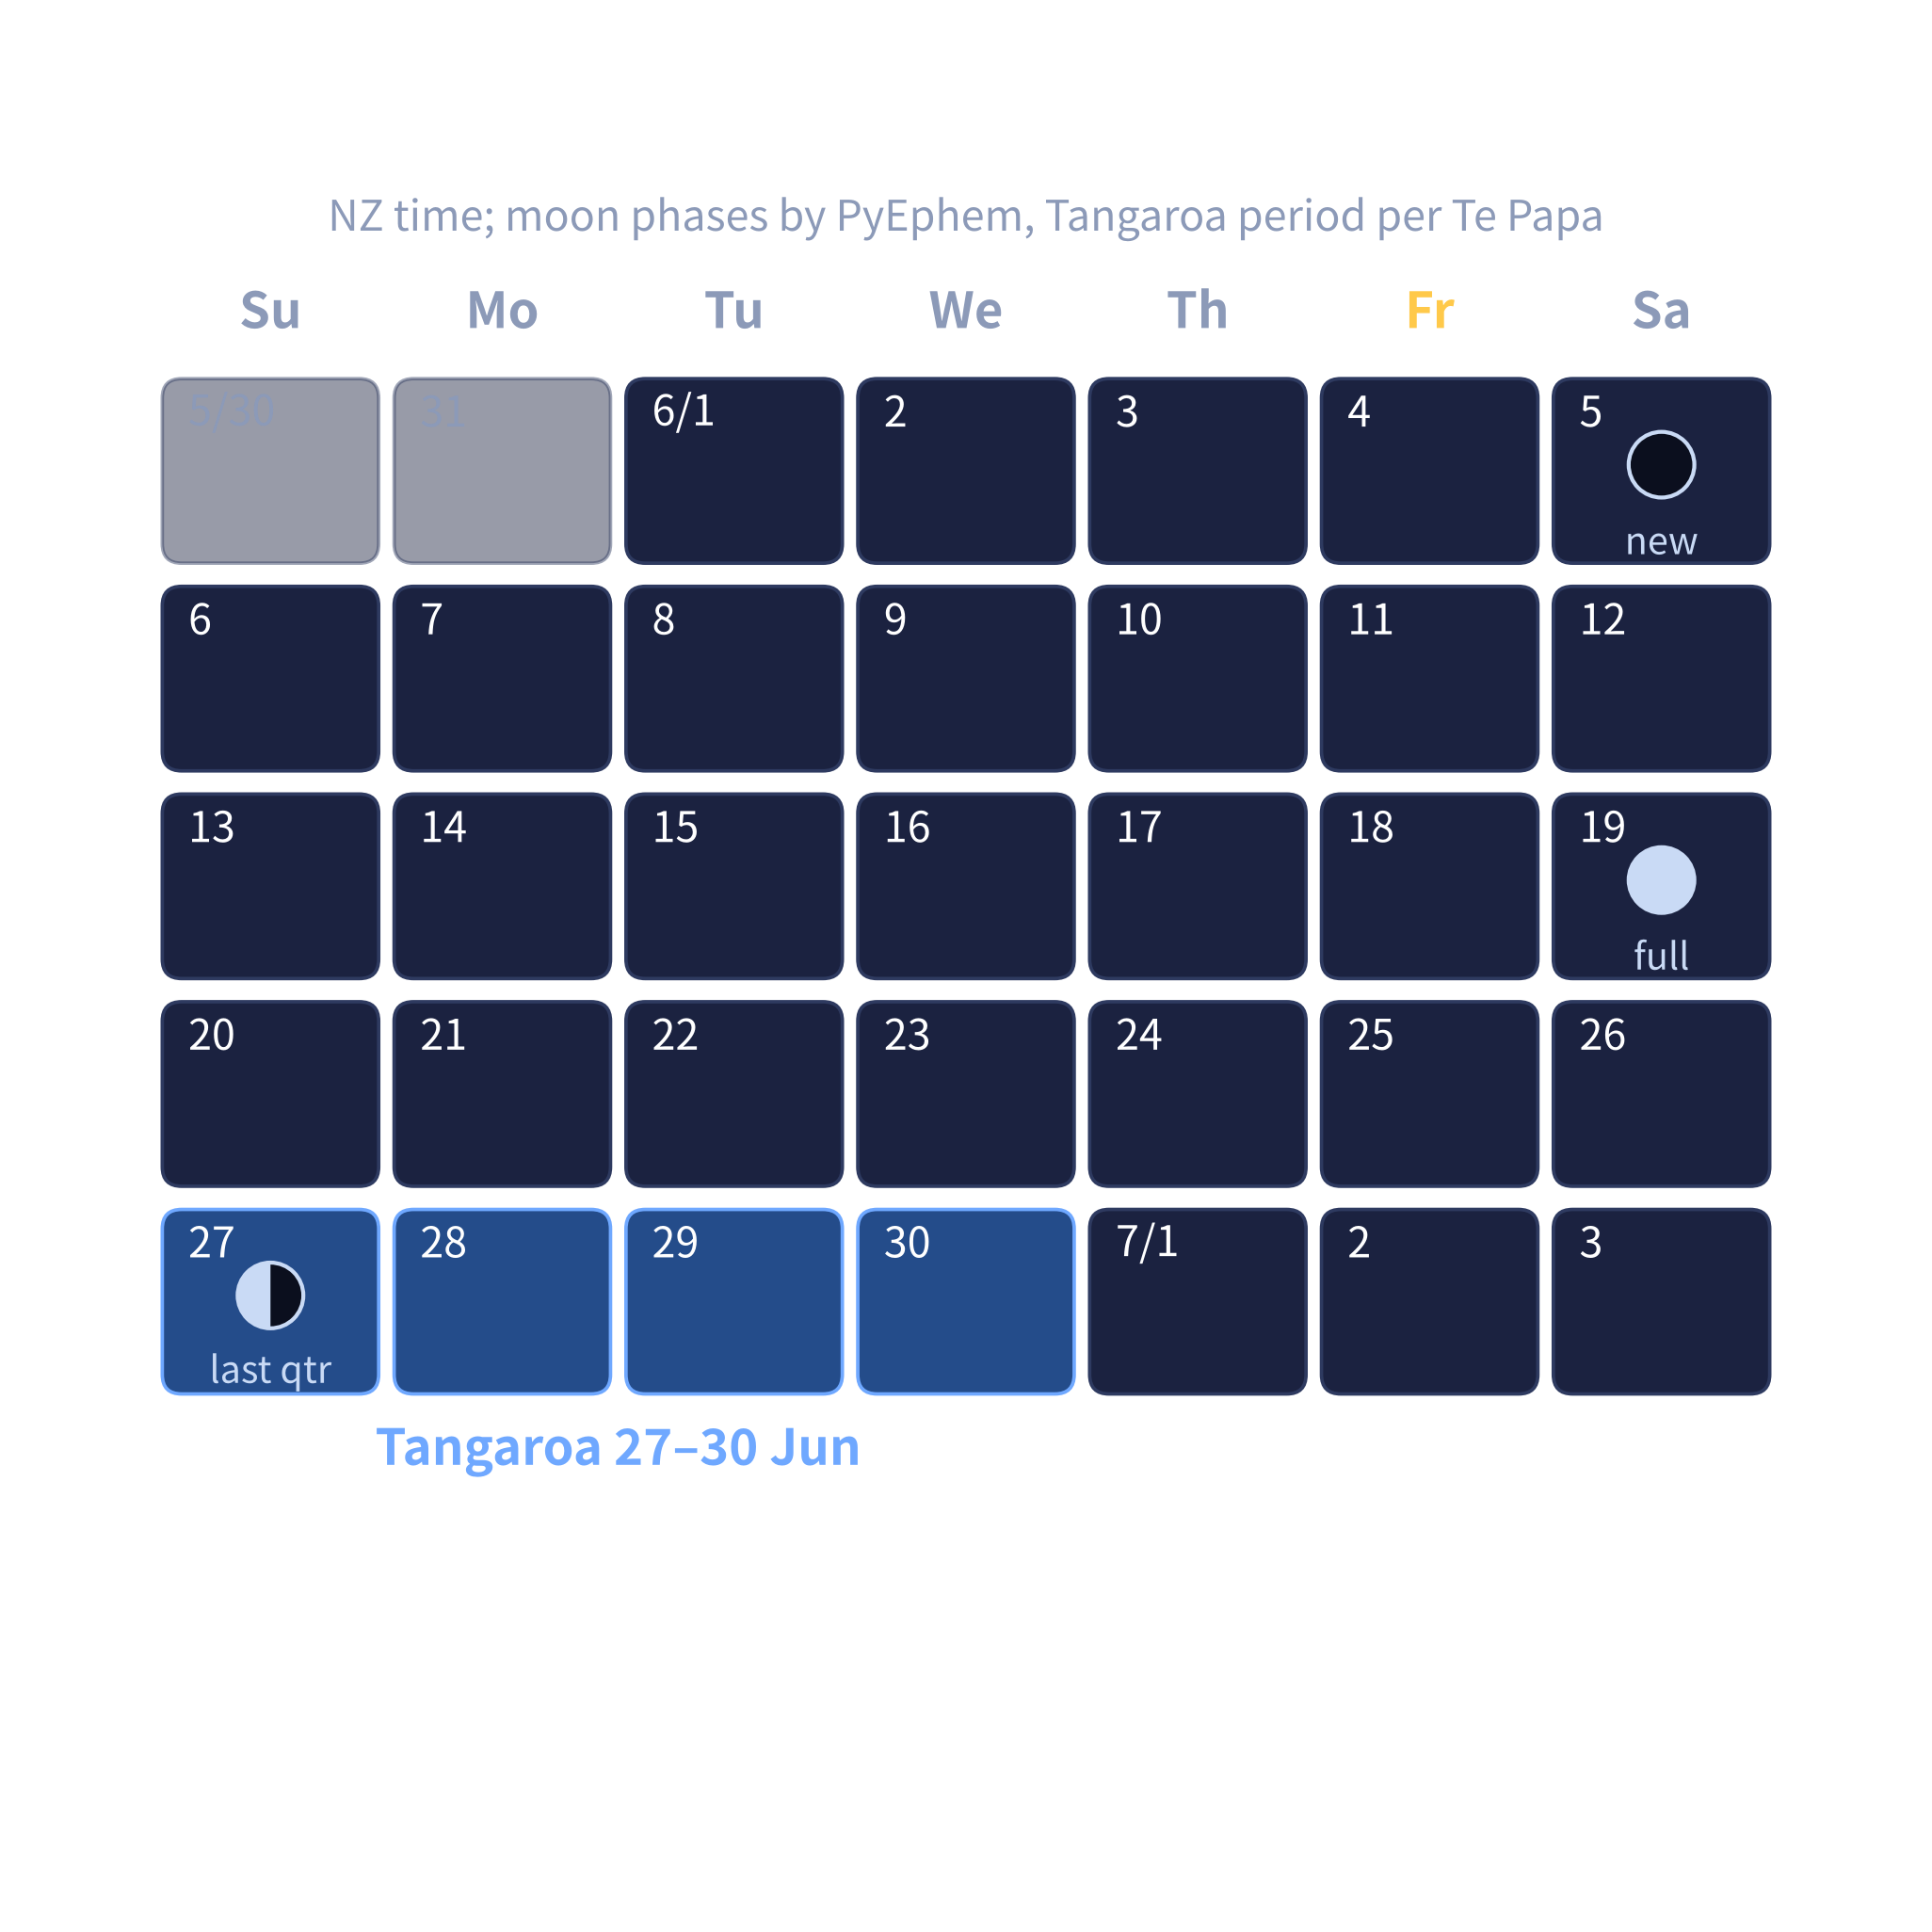 NZ time; moon phases by PyEphem, Tangaroa period per Te Papa
Su Mo Tu We Th Fr Sa
5/30 31 6/1 2 3 4 5
new
6 7 8 9 10 11 12
13 14 15 16 17 18 19
full
20 21 22 23 24 25 26
27 28 29 30 7/1 2 3
last qtr
Tangaroa 27–30 Jun